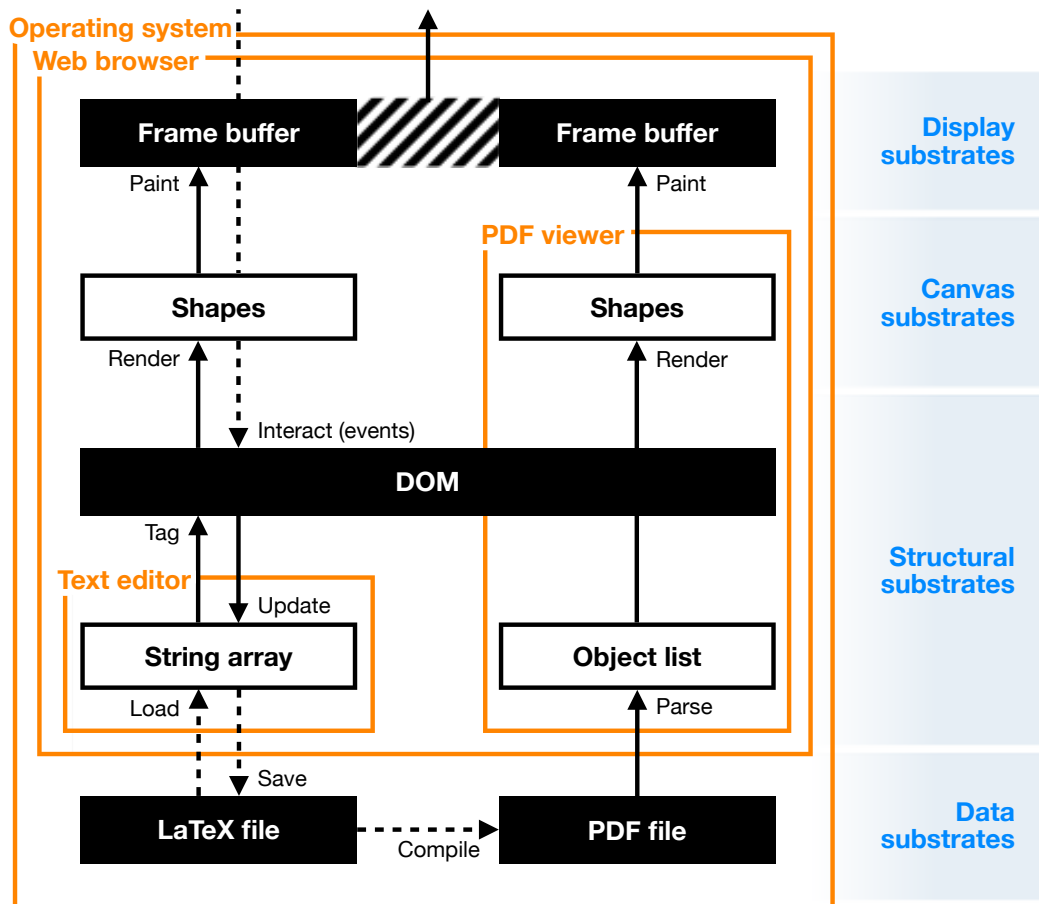 Operating system
Web browser
Frame buffer
Frame buffer
Display
substrates
Paint
Paint
PDF viewer
Shapes
Shapes
Canvas
substrates
Render
Render
Interact (events)
DOM
Tag
Structural
substrates
Text editor
Update
String array
Object list
Load
Parse
Save
LaTeX file
PDF file
Compile
Data
substrates